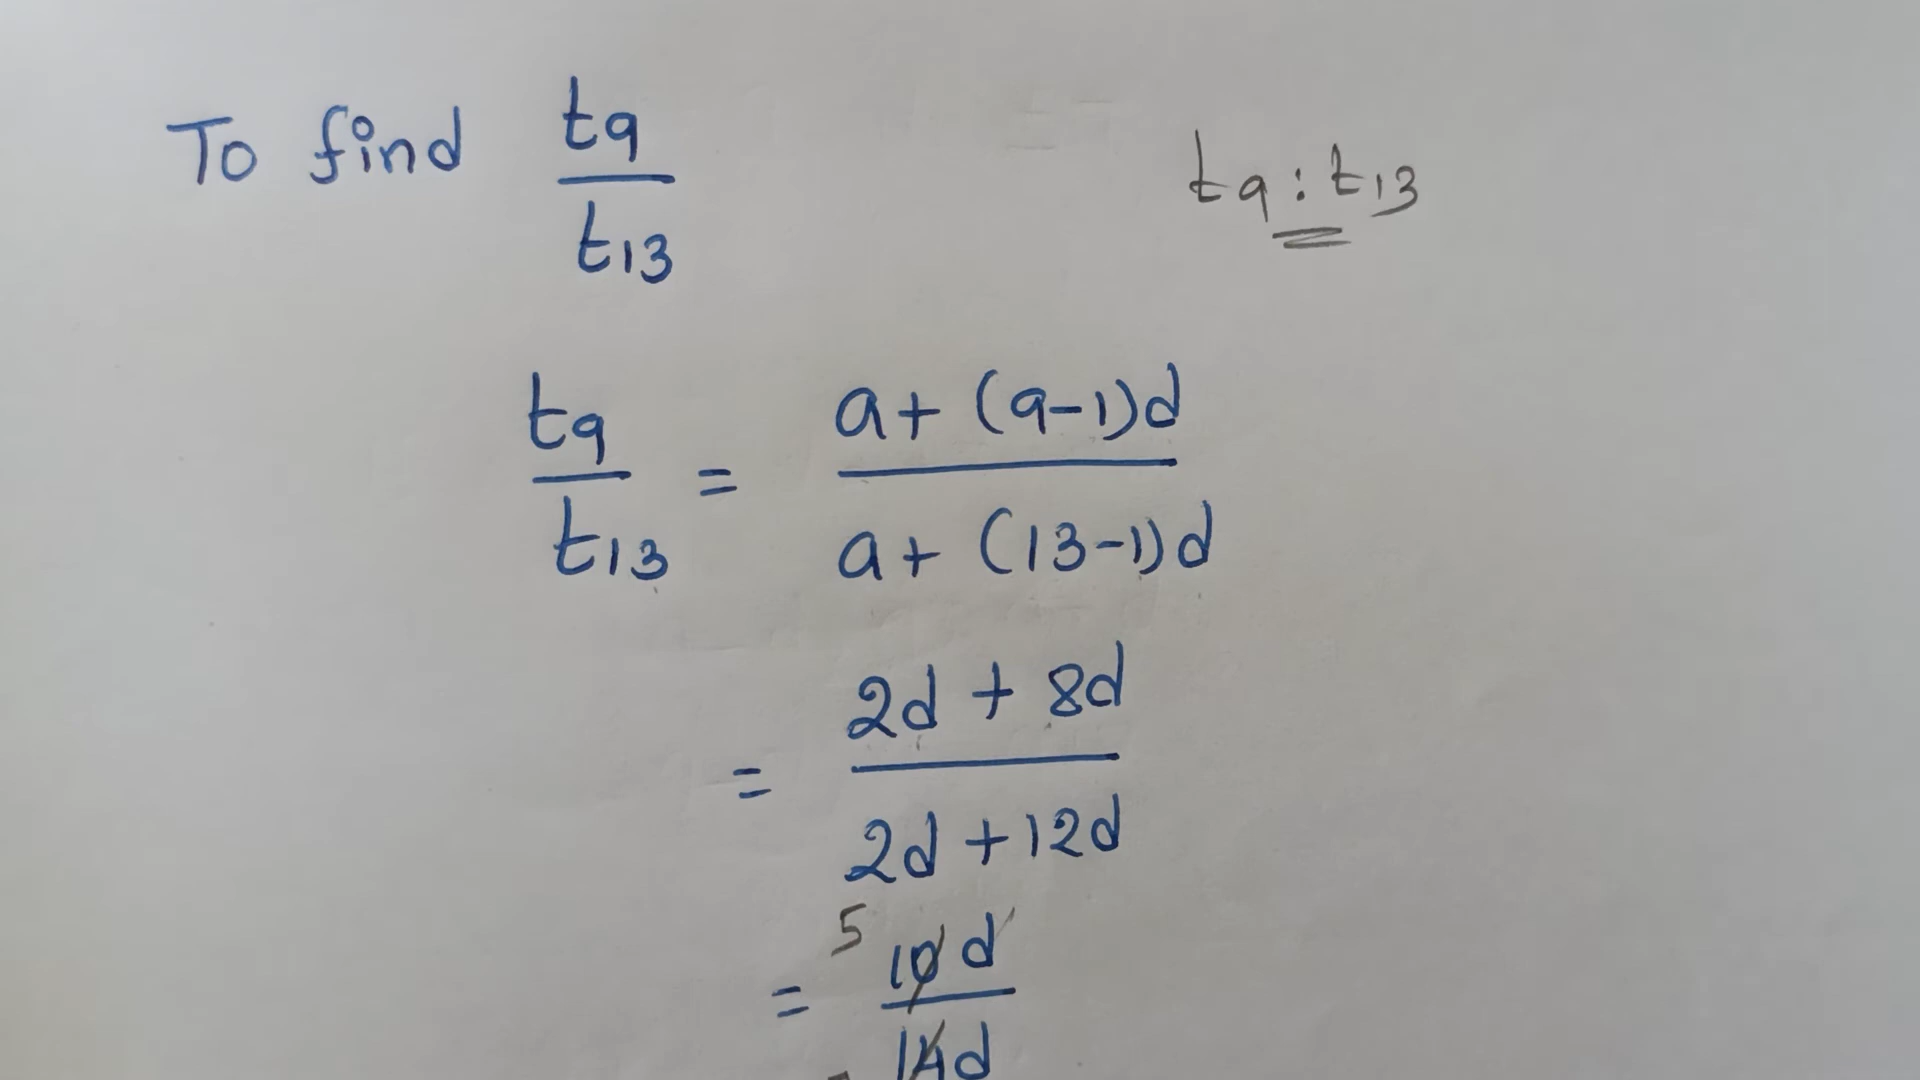 To find t9/t13
t9 : t13
t9/t13 = a+(9-1)d / a+(13-1)d
= 2d + 8d / 2d + 12d
5
= 10d / 14d